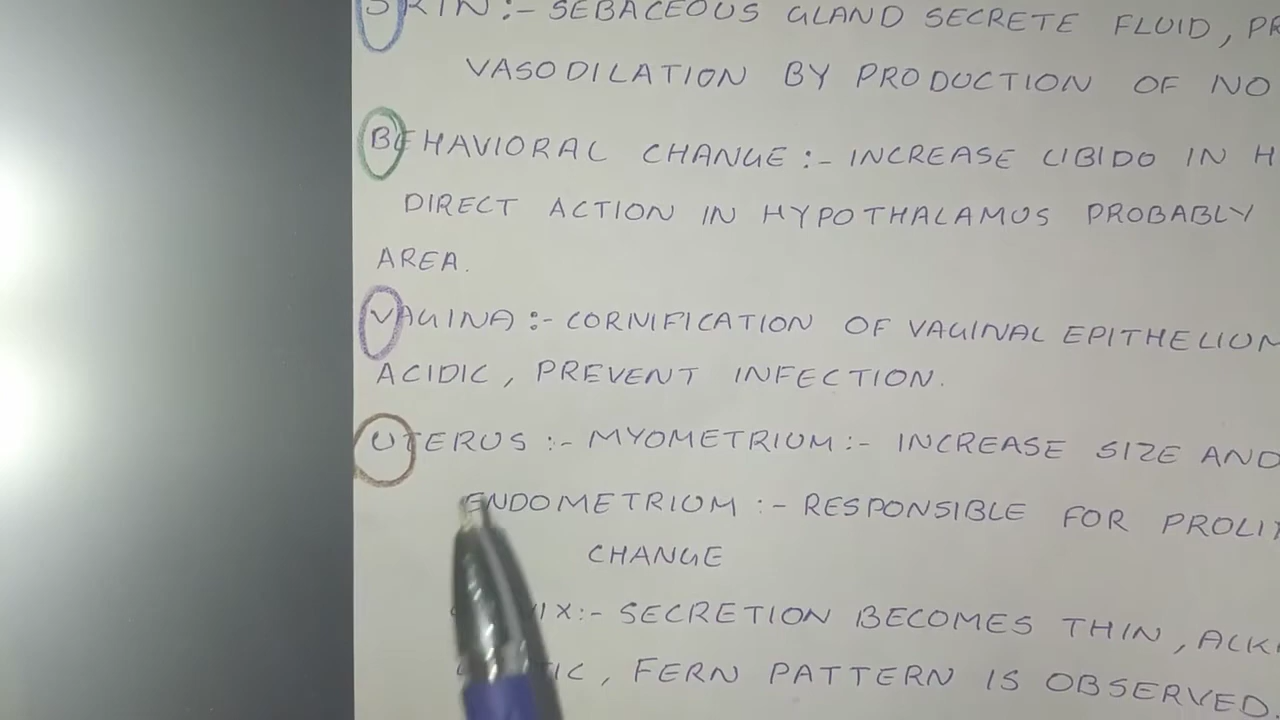 SKIN :- SEBACEOUS GLAND SECRETE FLUID,
VASODILATION BY PRODUCTION OF NO
BEHAVIORAL CHANGE :- INCREASE LIBIDO IN
DIRECT ACTION IN HYPOTHALAMUS PROBABLY
AREA.
VAGINA :- CORNIFICATION OF VAGINAL EPITHELIUM
ACIDIC, PREVENT INFECTION.
UTERUS :- MYOMETRIUM :- INCREASE SIZE AND
ENDOMETRIUM :- RESPONSIBLE FOR
CHANGE
:- SECRETION BECOMES THIN,
, FERN PATTERN IS OBSERVED.